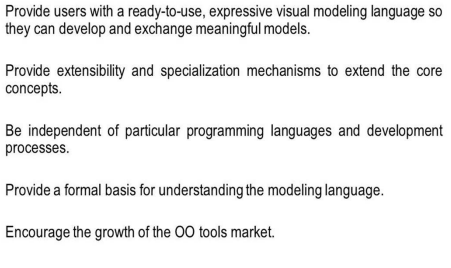 Provide users with a ready-to-use, expressive visual modeling language so
they can develop and exchange meaningful models.
Provide extensibility and specialization mechanisms to extend the core
concepts.
Be independent of particular programming languages and development
processes.
Provide a formal basis for understanding the modeling language.
Encourage the growth of the OO tools market.